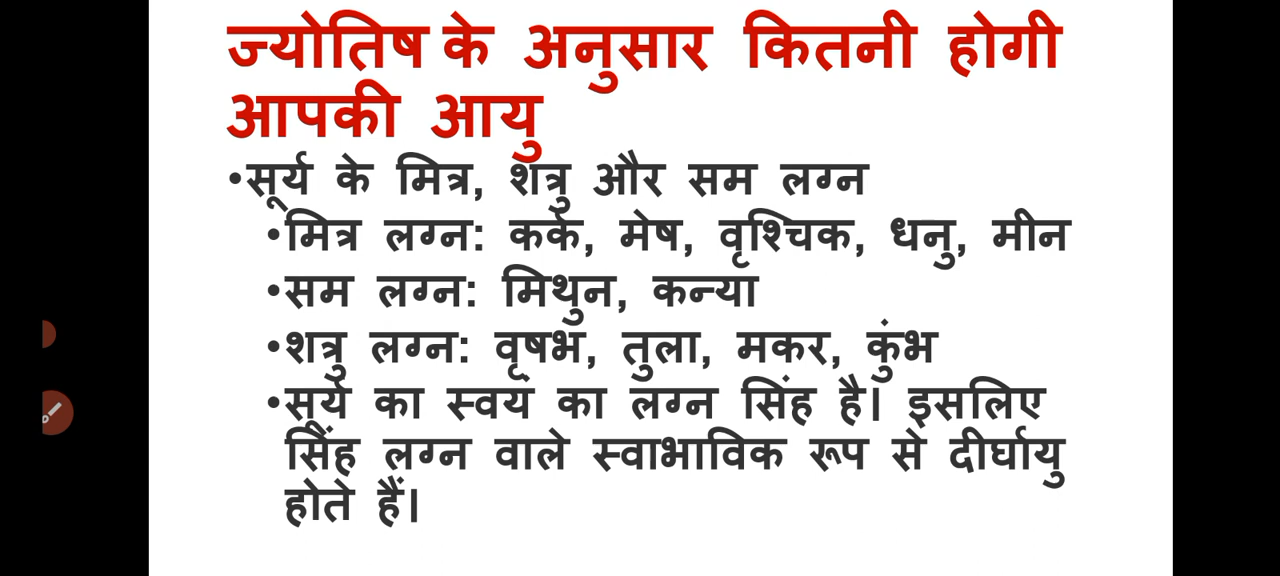 ज्योतिष के अनुसार कितनी होगी
आपकी आयु
•सूर्य के मित्र, शत्रु और सम लग्न
•मित्र लग्न: कर्क, मेष, वृश्चिक, धनु, मीन
•सम लग्न: मिथुन, कन्या
•शत्रु लग्न: वृषभ, तुला, मकर, कुंभ
•सूर्य का स्वयं का लग्न सिंह है। इसलिए
सिंह लग्न वाले स्वाभाविक रूप से दीर्घायु
होते हैं।